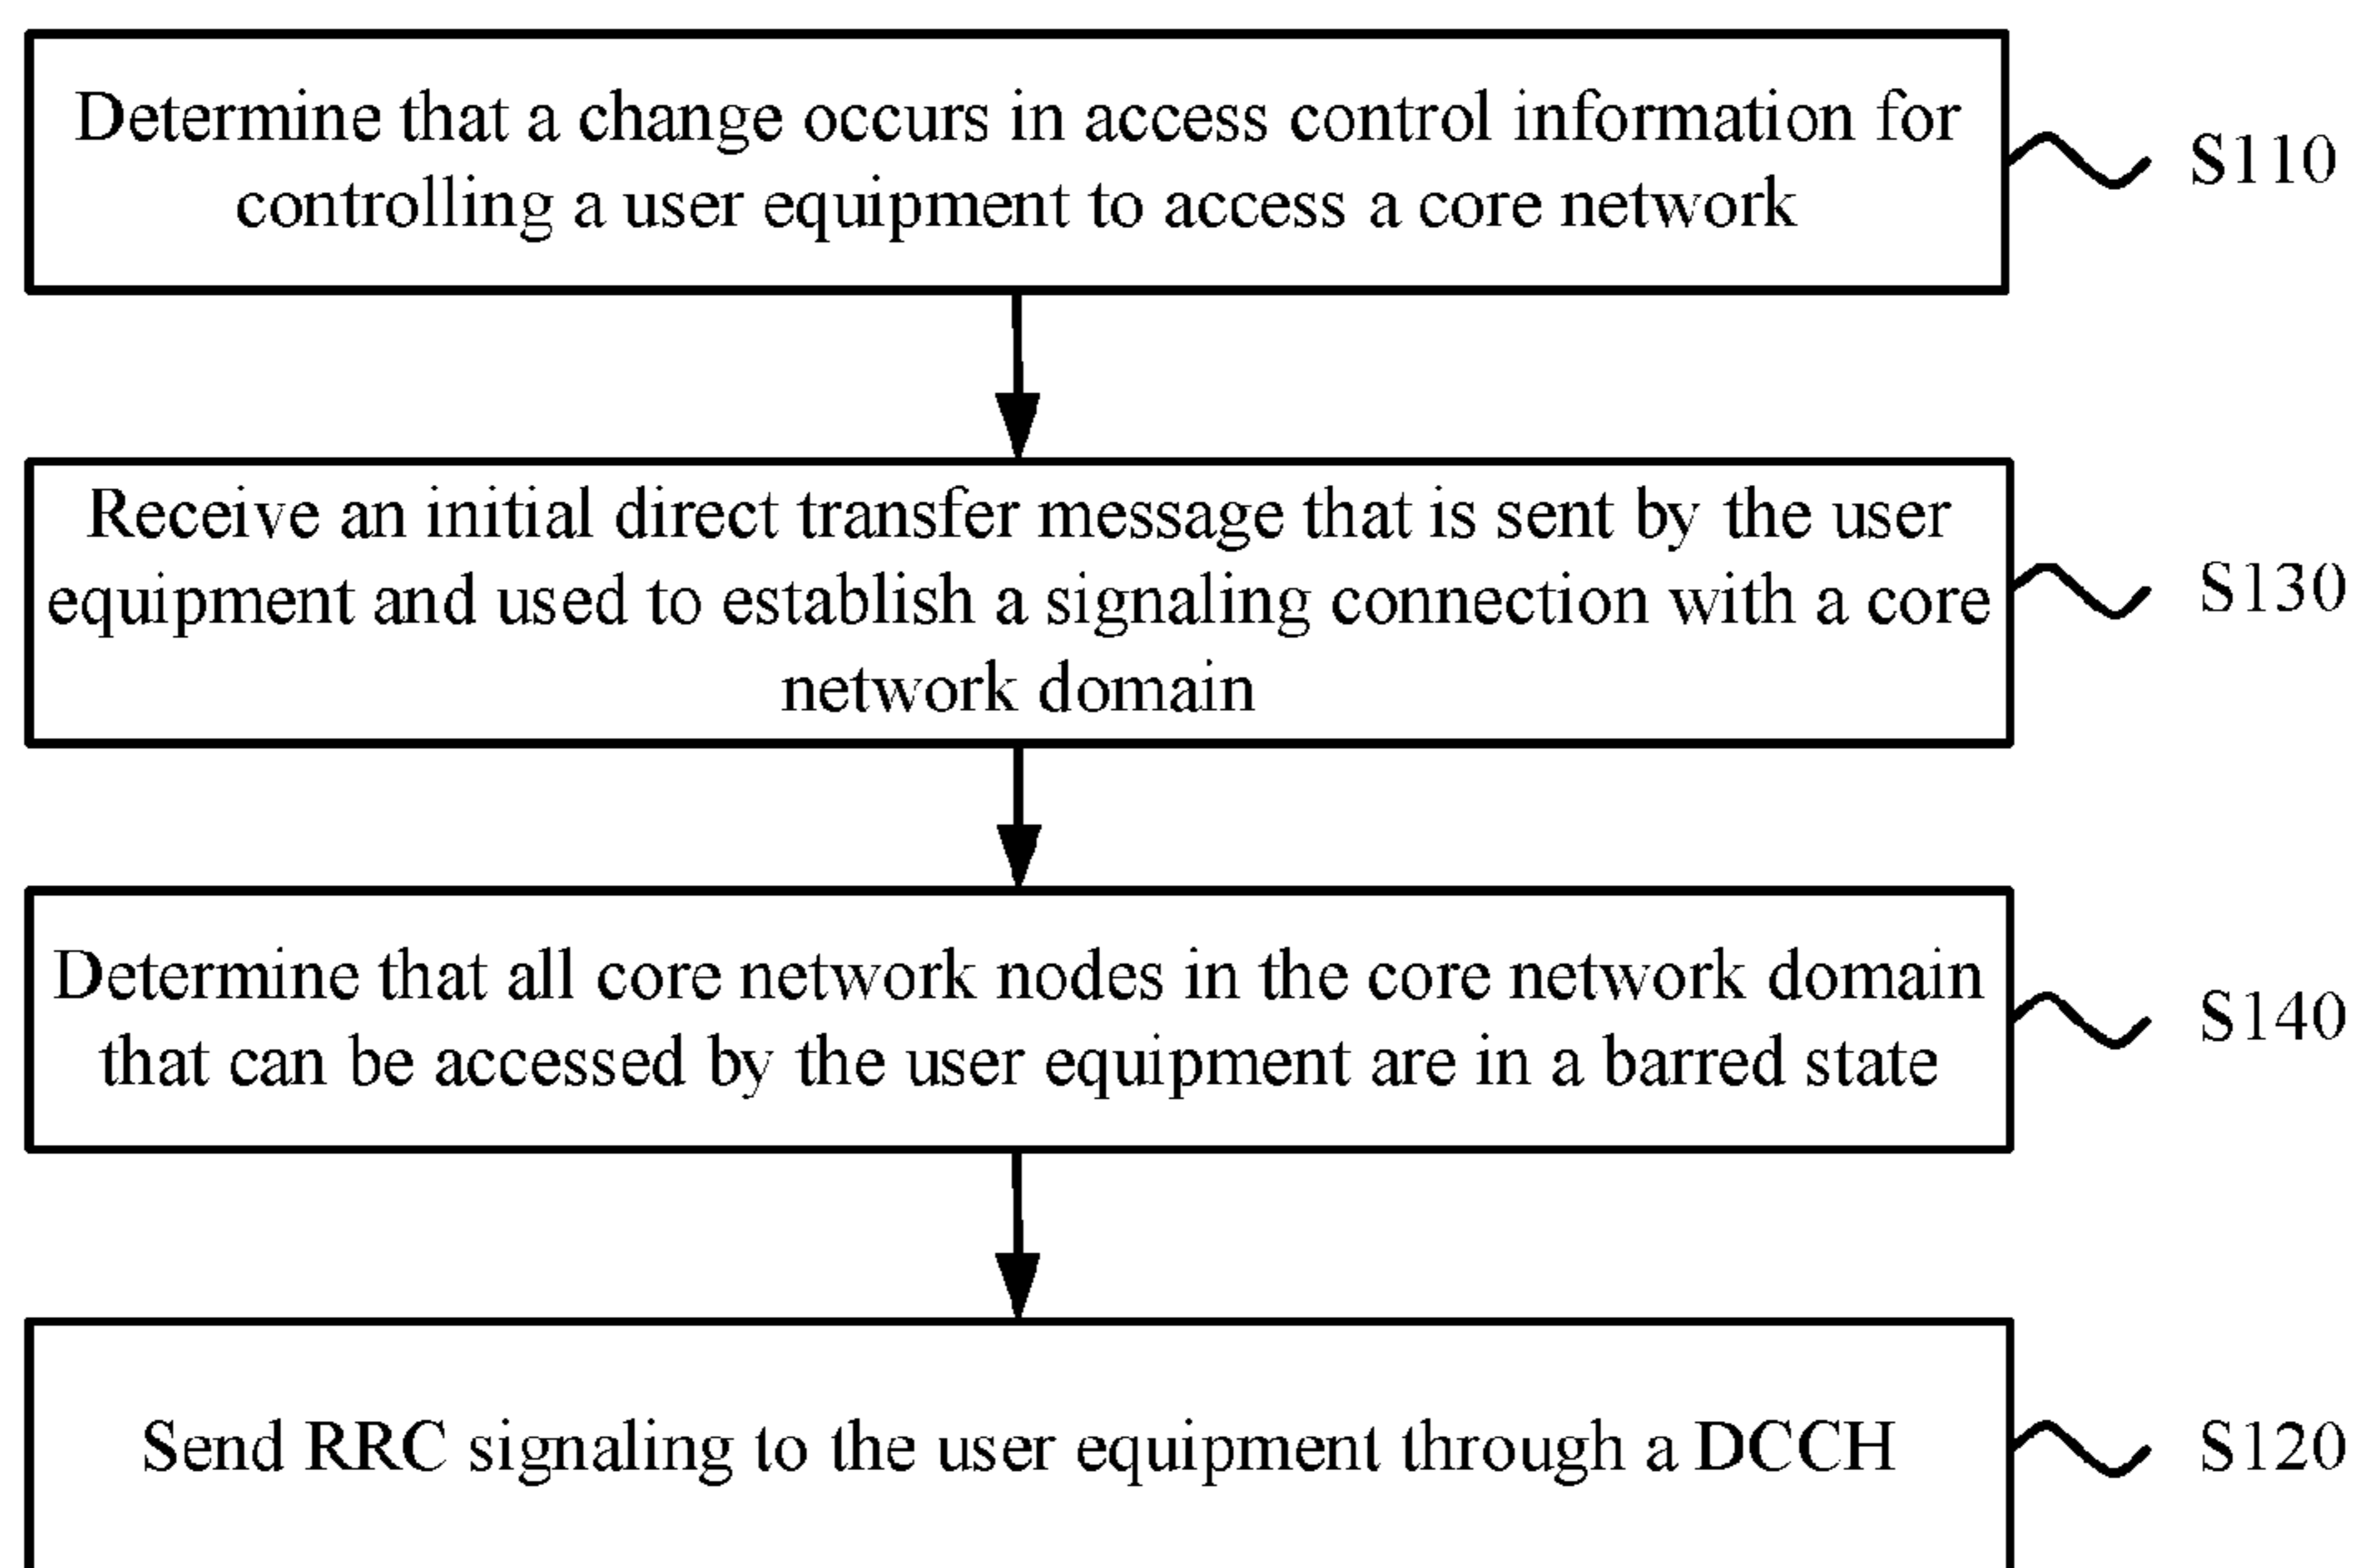 Determine that a change occurs in access control information for
controlling a user equipment to access a core network
S110
Receive an initial direct transfer message that is sent by the user
equipment and used to establish a signaling connection with a core
network domain
S130
Determine that all core network nodes in the core network domain
that can be accessed by the user equipment are in a barred state
S140
Send RRC signaling to the user equipment through a DCCH
S120